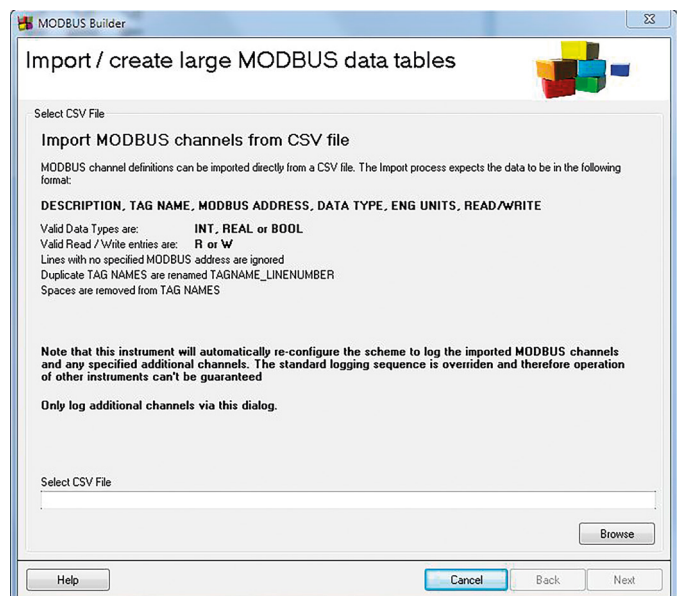 MODBUS Builder
Import / create large MODBUS data tables
Select CSV File
Import MODBUS channels from CSV file
MODBUS channel definitions can be imported directly from a CSV file. The Import process expects the data to be in the following
format:
DESCRIPTION, TAG NAME, MODBUS ADDRESS, DATA TYPE, ENG UNITS, READ/WRITE
Valid Data Types are: INT, REAL or BOOL
Valid Read / Write entries are: R or W
Lines with no specified MODBUS address are ignored
Duplicate TAG NAMES are renamed TAGNAME_LINENUMBER
Spaces are removed from TAG NAMES
Note that this instrument will automatically re-configure the scheme to log the imported MODBUS channels
and any specified additional channels. The standard logging sequence is overriden and therefore operation
of other instruments can't be guaranteed
Only log additional channels via this dialog.
Select CSV File
Browse
Help
Cancel
Back
Next